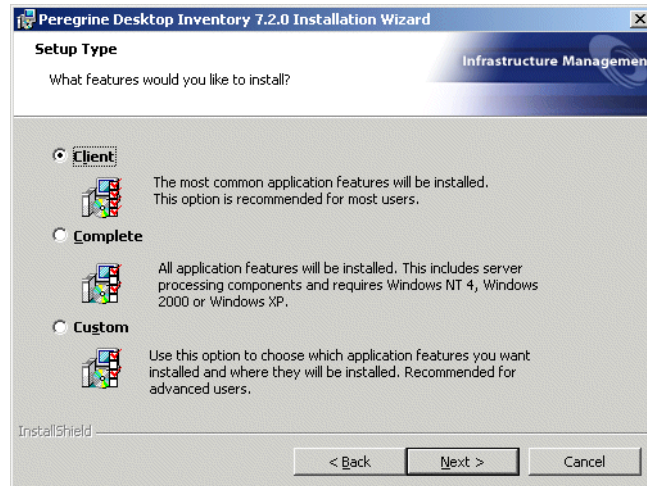 Peregrine Desktop Inventory 7.2.0 Installation Wizard
Setup Type
Infrastructure Managemen
What features would you like to install?
Client
The most common application features will be installed.
This option is recommended for most users.
Complete
All application features will be installed. This includes server
processing components and requires Windows NT 4, Windows
2000 or Windows XP.
Custom
Use this option to choose which application features you want
installed and where they will be installed. Recommended for
advanced users.
InstallShield
< Back
Next >
Cancel